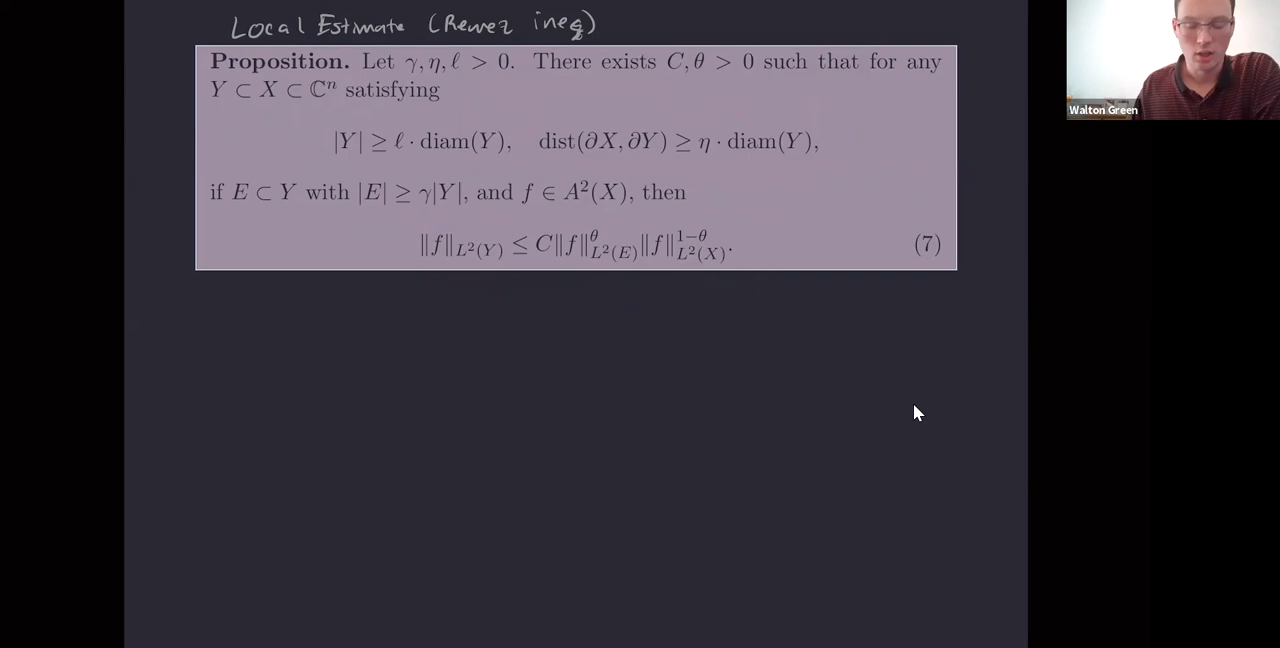 Local Estimate (Remez ineq)
Proposition. Let γ, η, ℓ > 0. There exists C, θ > 0 such that for any
Y ⊂ X ⊂ ℂⁿ satisfying
|Y| ≥ ℓ · diam(Y), dist(∂X, ∂Y) ≥ η · diam(Y),
if E ⊂ Y with |E| ≥ γ|Y|, and f ∈ A²(X), then
‖f‖_{L²(Y)} ≤ C‖f‖^θ_{L²(E)}‖f‖^{1−θ}_{L²(X)}. (7)
Walton Green